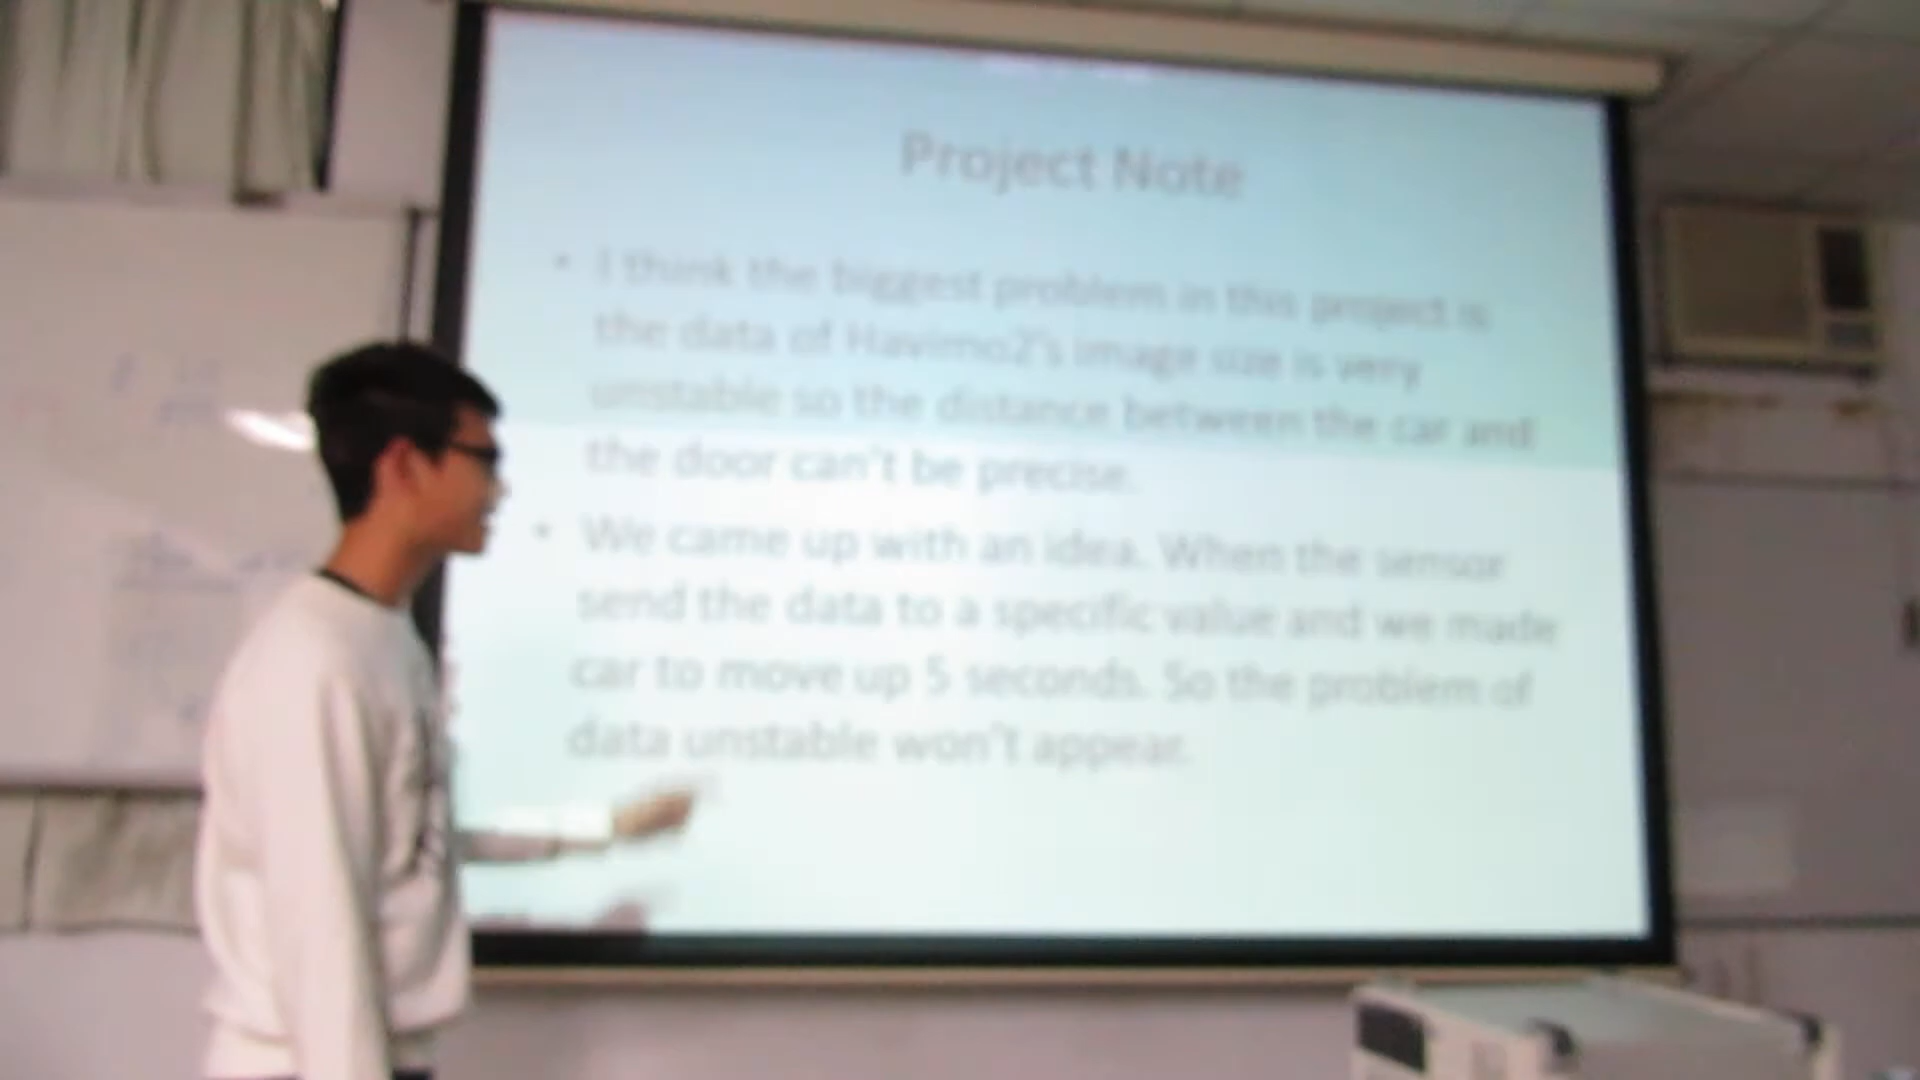 Project Note
• I think the biggest problem in this project is
the data of Havimo2's image size is very
unstable so the distance between the car and
the door can't be precise.
• We came up with an idea. When the sensor
send the data to a specific value and we made
car to move up 5 seconds. So the problem of
data unstable won't appear.